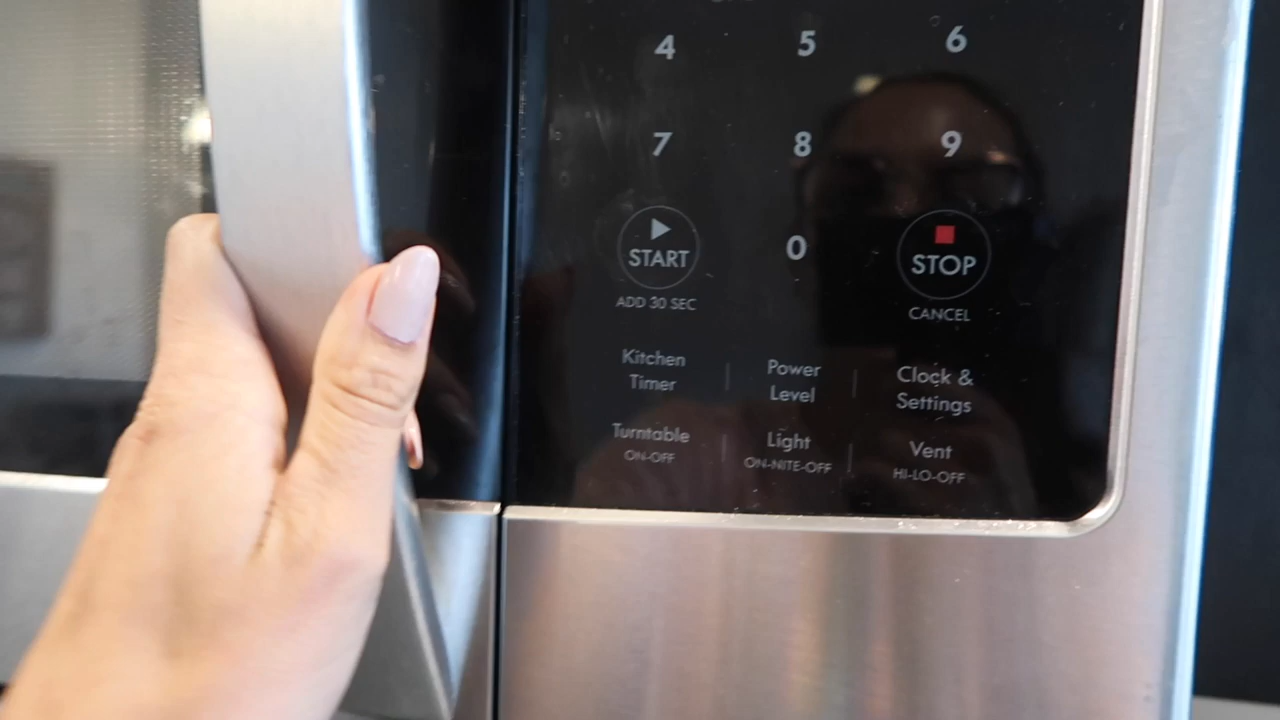 4 5 6
7 8 9
START 0 STOP
ADD 30 SEC CANCEL
Kitchen Power Clock &
Timer Level Settings
Turntable Light Vent
ON-OFF ON-NITE-OFF HI-LO-OFF